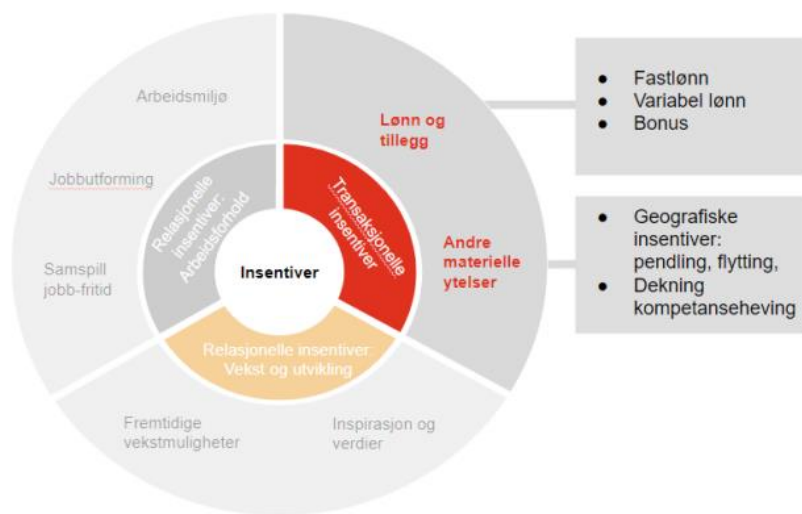 Arbeidsmiljø
Jobbutforming
Samspill
jobb-fritid
Relasjonelle
insentiver:
Arbeidsforhold
Insentiver
Transaksjonelle
insentiver
Lønn og
tillegg
Andre
materielle
ytelser
Relasjonelle insentiver:
Vekst og utvikling
Fremtidige
vekstmuligheter
Inspirasjon og
verdier
● Fastlønn
● Variabel lønn
● Bonus
● Geografiske
insentiver:
pendling, flytting,
● Dekning
kompetanseheving